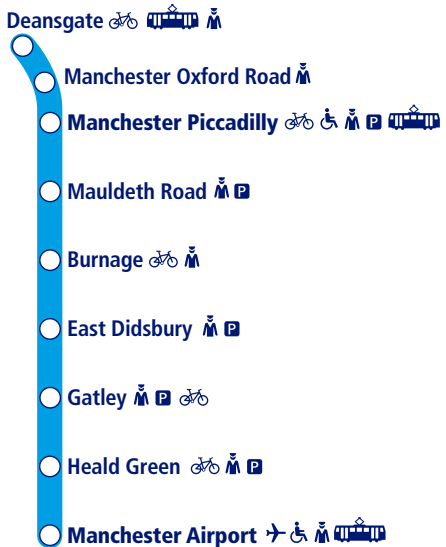 Deansgate
Manchester Oxford Road
Manchester Piccadilly P
Mauldeth Road P
Burnage
East Didsbury P
Gatley P
Heald Green P
Manchester Airport